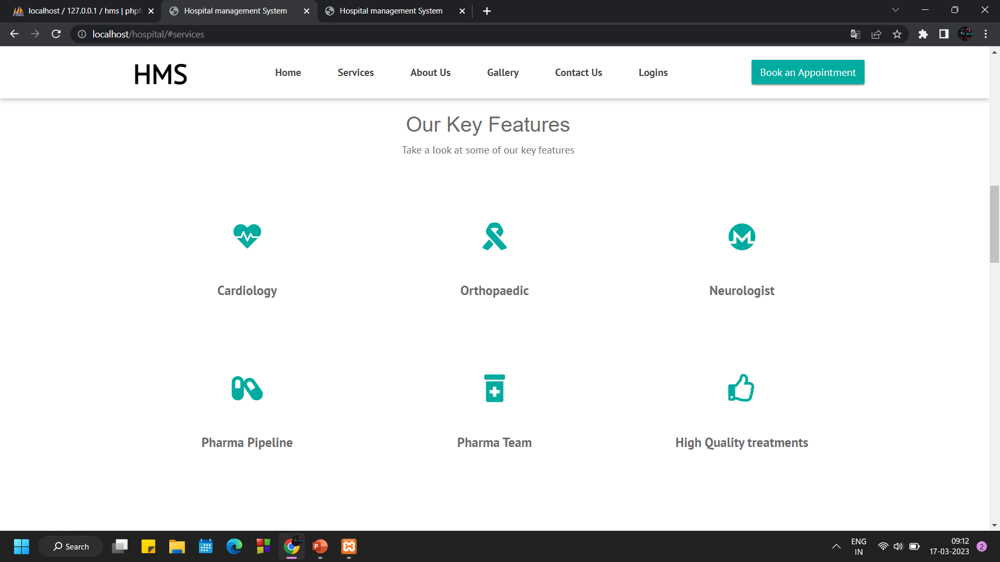 localhost / 127.0.0.1 / hms | phpM
Hospital management System
Hospital management System
localhost/hospital/#services
HMS
Home
Services
About Us
Gallery
Contact Us
Logins
Book an Appointment
Our Key Features
Take a look at some of our key features
Cardiology
Orthopaedic
Neurologist
Pharma Pipeline
Pharma Team
High Quality treatments
Search
ENG
IN
09:12
17-03-2023
2